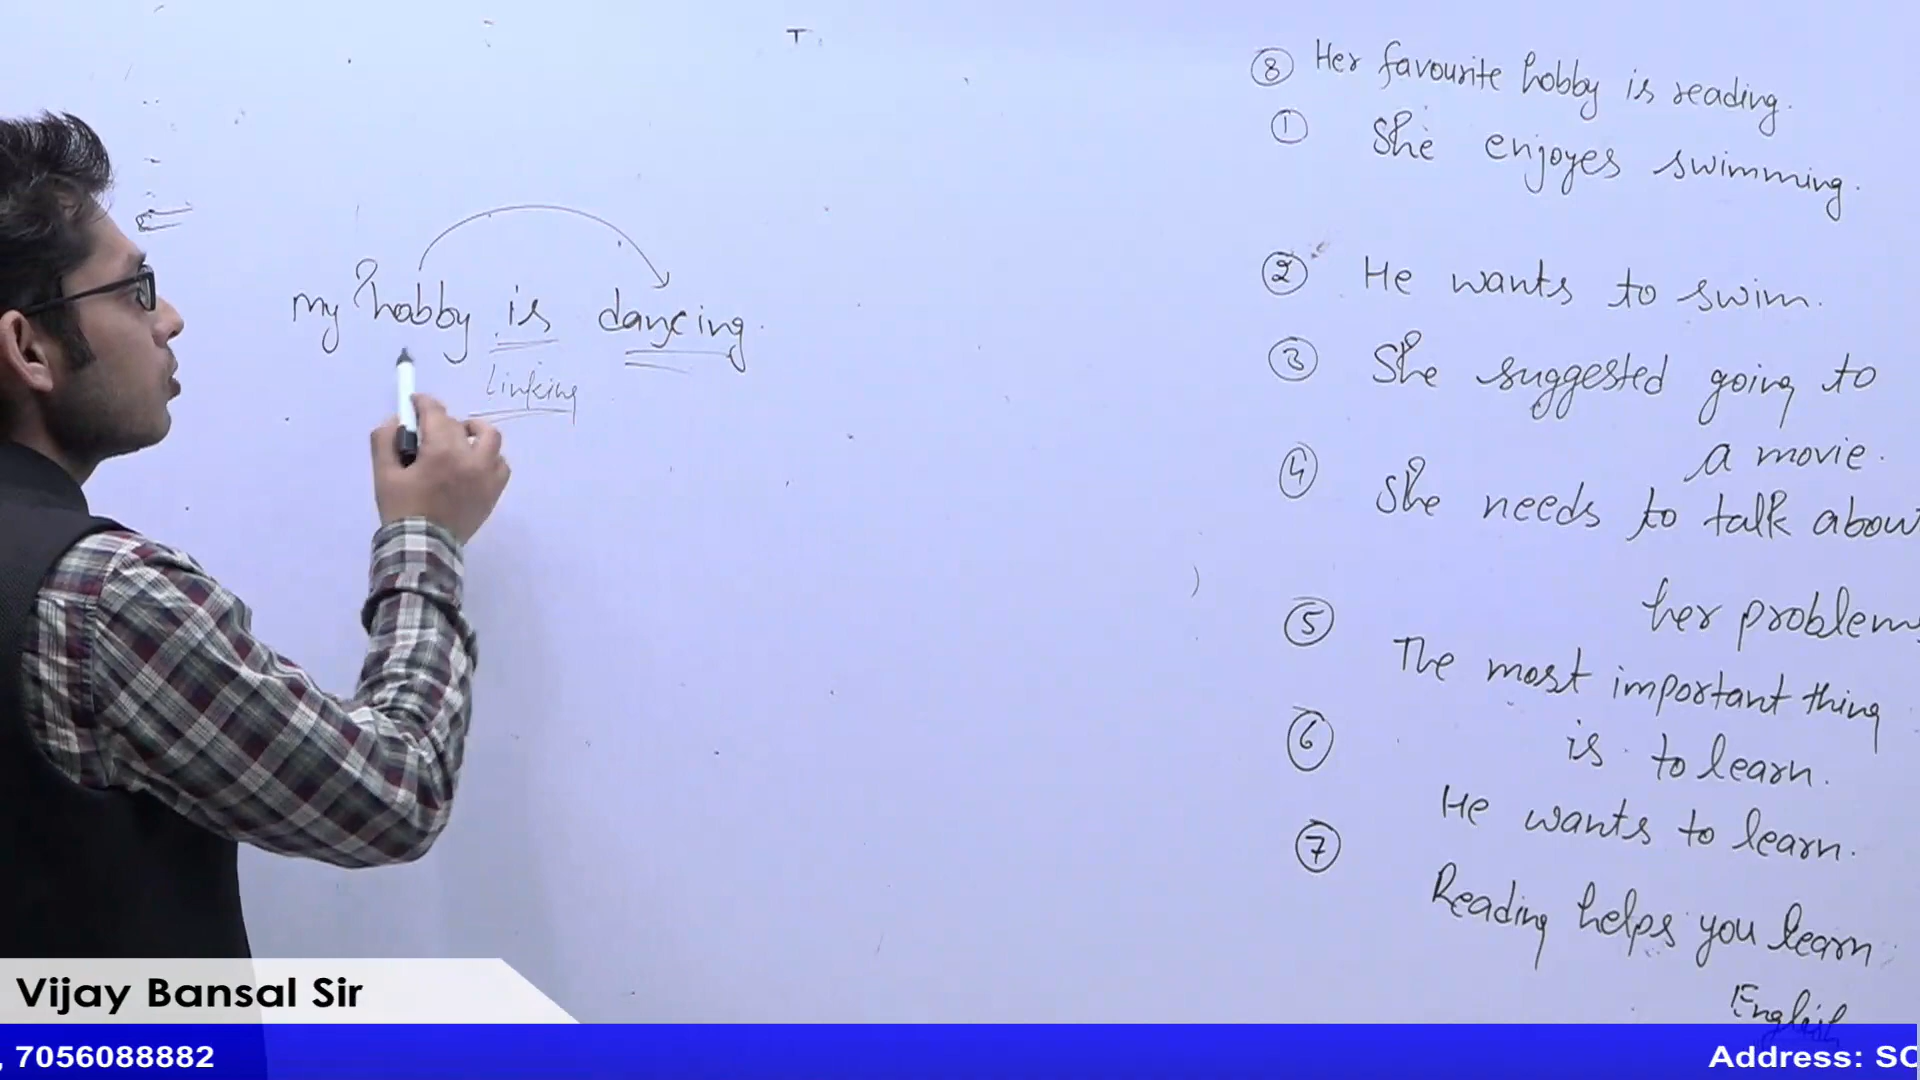 my hobby is dancing.
linking
8 Her favourite hobby is reading.
1 She enjoyes swimming.
2 He wants to swim.
3 She suggested going to
a movie.
4 She needs to talk about
her problems
5 The most important thing
is to learn.
6 He wants to learn.
7 Reading helps you learn
English
Vijay Bansal Sir
, 7056088882
Address: SC